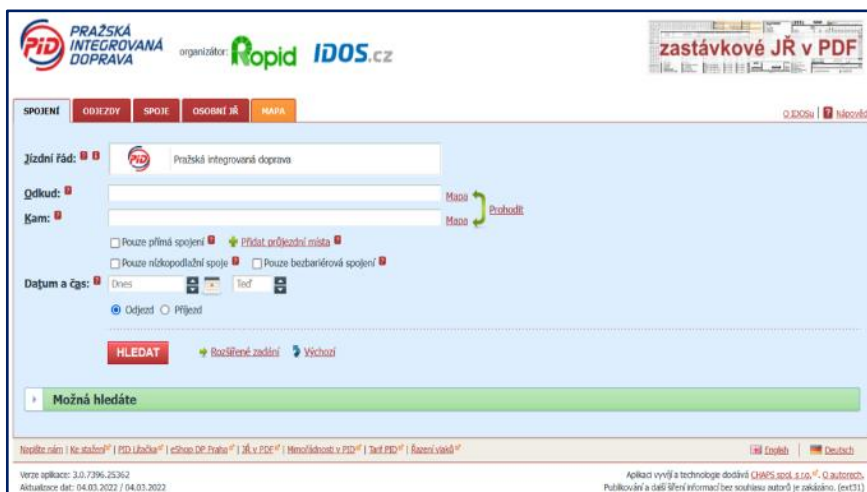 PiD PRAŽSKÁ
INTEGROVANÁ
DOPRAVA
organizátor: Ropid IDOS.cz
zastávkové JŘ v PDF
SPOJENÍ ODJEZDY SPOJE OSOBNÍ JŘ MAPA
O IDOSu | ? Nápověda
Jízdní řád: PiD Pražská integrovaná doprava
Odkud: Mapa
Prohodit
Kam: Mapa
Pouze přímá spojení Přidat průjezdní místa
Pouze nízkopodlažní spoje Pouze bezbariérová spojení
Datum a čas: Dnes Teď
Odjezd Příjezd
HLEDAT Rozšířené zadání Výchozí
Možná hledáte
Napište nám | Ke stažení | PID Lítačka | eShop DP Praha | JŘ v PDF | Mimořádnosti v PID | Tarif PID | Řazení vlaků
English | Deutsch
Verze aplikace: 3.0.7396.25362
Aplikaci vyvíjí a technologie dodává CHAPS spol. s r.o., O autorech.
Aktualizace dat: 04.03.2022 / 04.03.2022
Publikování a další šíření informací bez souhlasu autorů je zakázáno. (ext31)